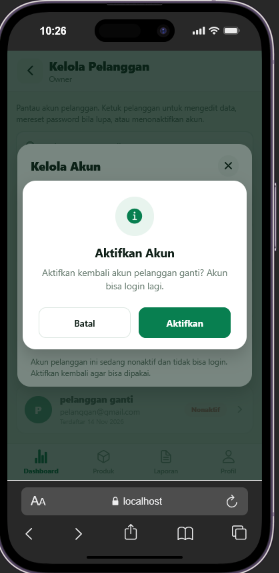 10:26
Kelola Pelanggan
Owner
Pantau akun pelanggan. Ketuk pelanggan untuk mengedit data,
mereset password bila lupa, atau menonaktifkan akun.
Kelola Akun
Aktifkan Akun
Aktifkan kembali akun pelanggan ganti? Akun
bisa login lagi.
Batal
Aktifkan
Akun pelanggan ini sedang nonaktif dan tidak bisa login.
Aktifkan kembali agar bisa dipakai.
P
pelanggan ganti
Nonaktif
Dashboard
Produk
Laporan
Profil
AA
localhost